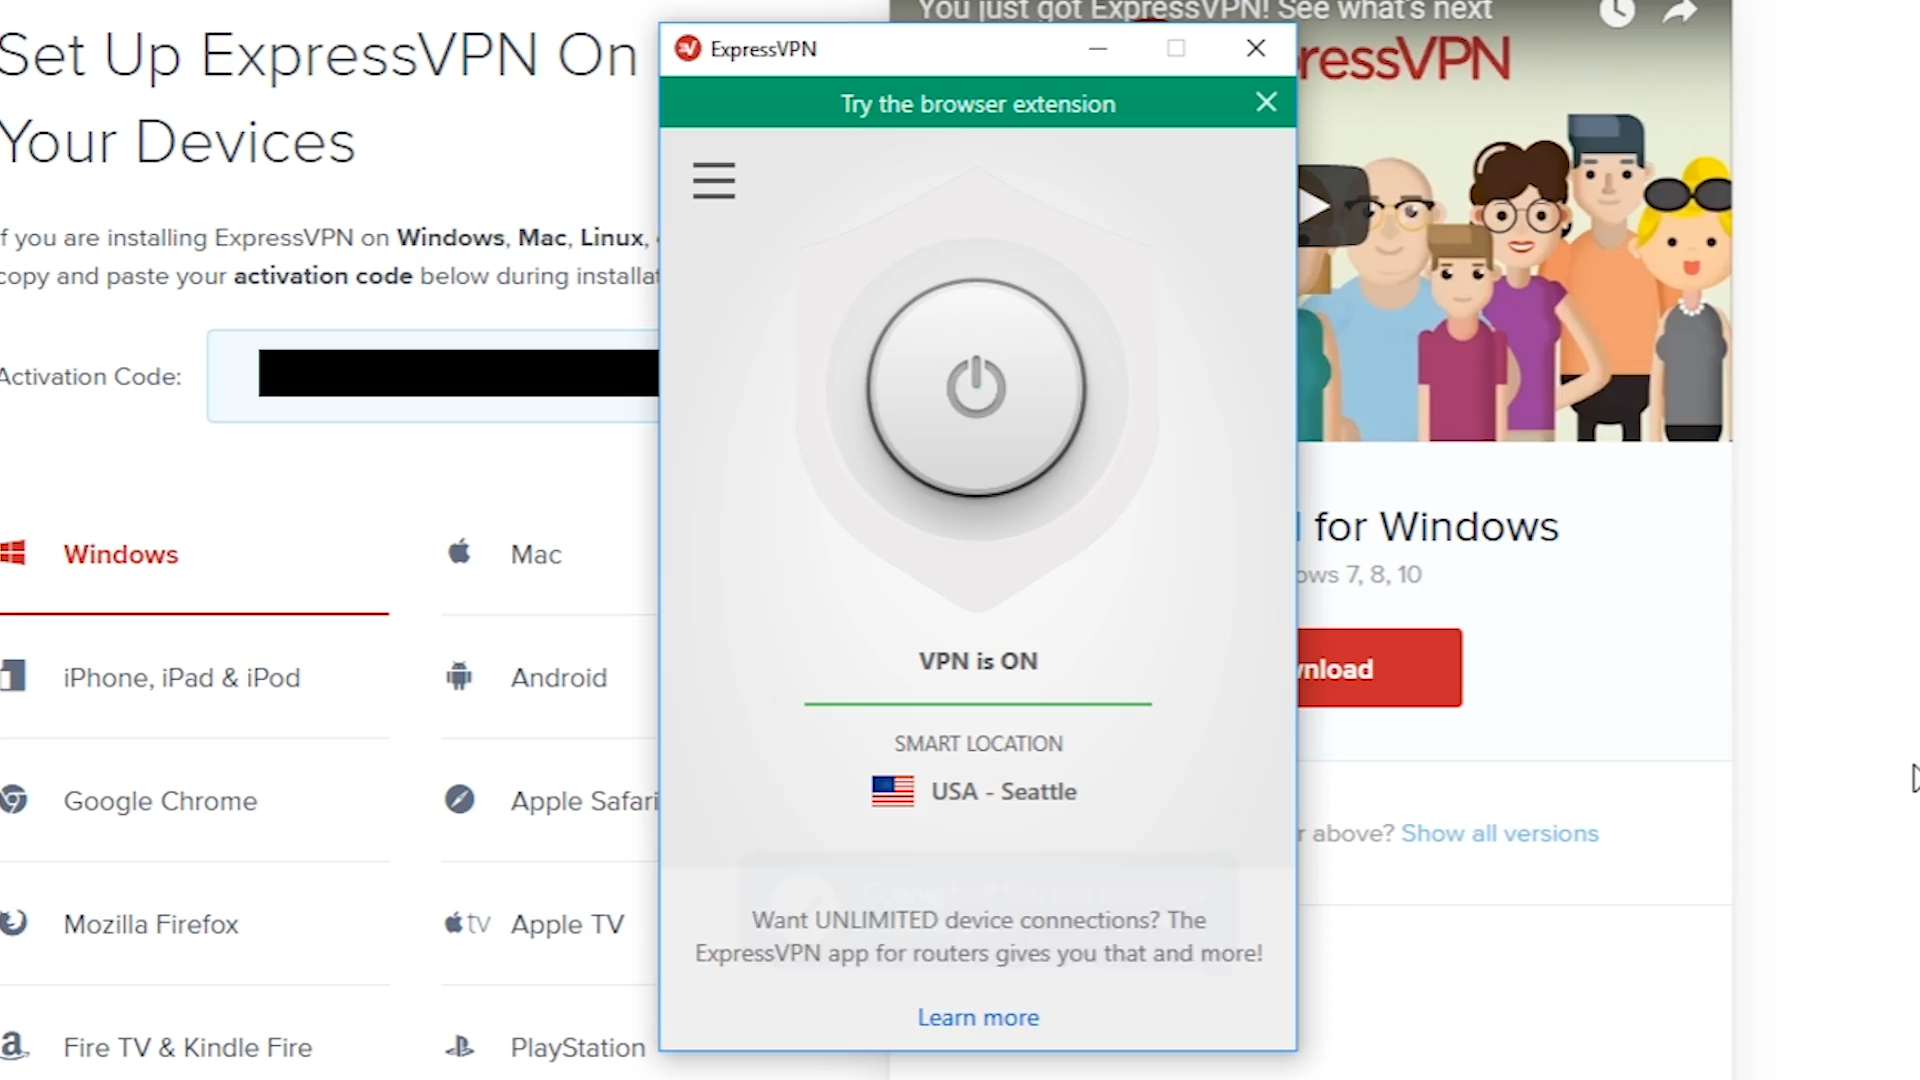 Set Up ExpressVPN On
Your Devices
f you are installing ExpressVPN on Windows, Mac, Linux,
copy and paste your activation code below during installat
Activation Code:
Windows
Mac
iPhone, iPad & iPod
Android
Google Chrome
Apple Safari
Mozilla Firefox
tv Apple TV
Fire TV & Kindle Fire
PlayStation
ExpressVPN
Try the browser extension
VPN is ON
SMART LOCATION
USA - Seattle
Want UNLIMITED device connections? The
ExpressVPN app for routers gives you that and more!
Learn more
You just got ExpressVPN! See what's next
ressVPN
for Windows
ows 7, 8, 10
wnload
r above? Show all versions